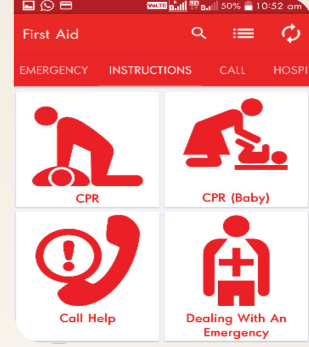 VoLTE 50% 10:52 am
First Aid
EMERGENCY INSTRUCTIONS CALL HOSPI
CPR
CPR (Baby)
Call Help
Dealing With An
Emergency